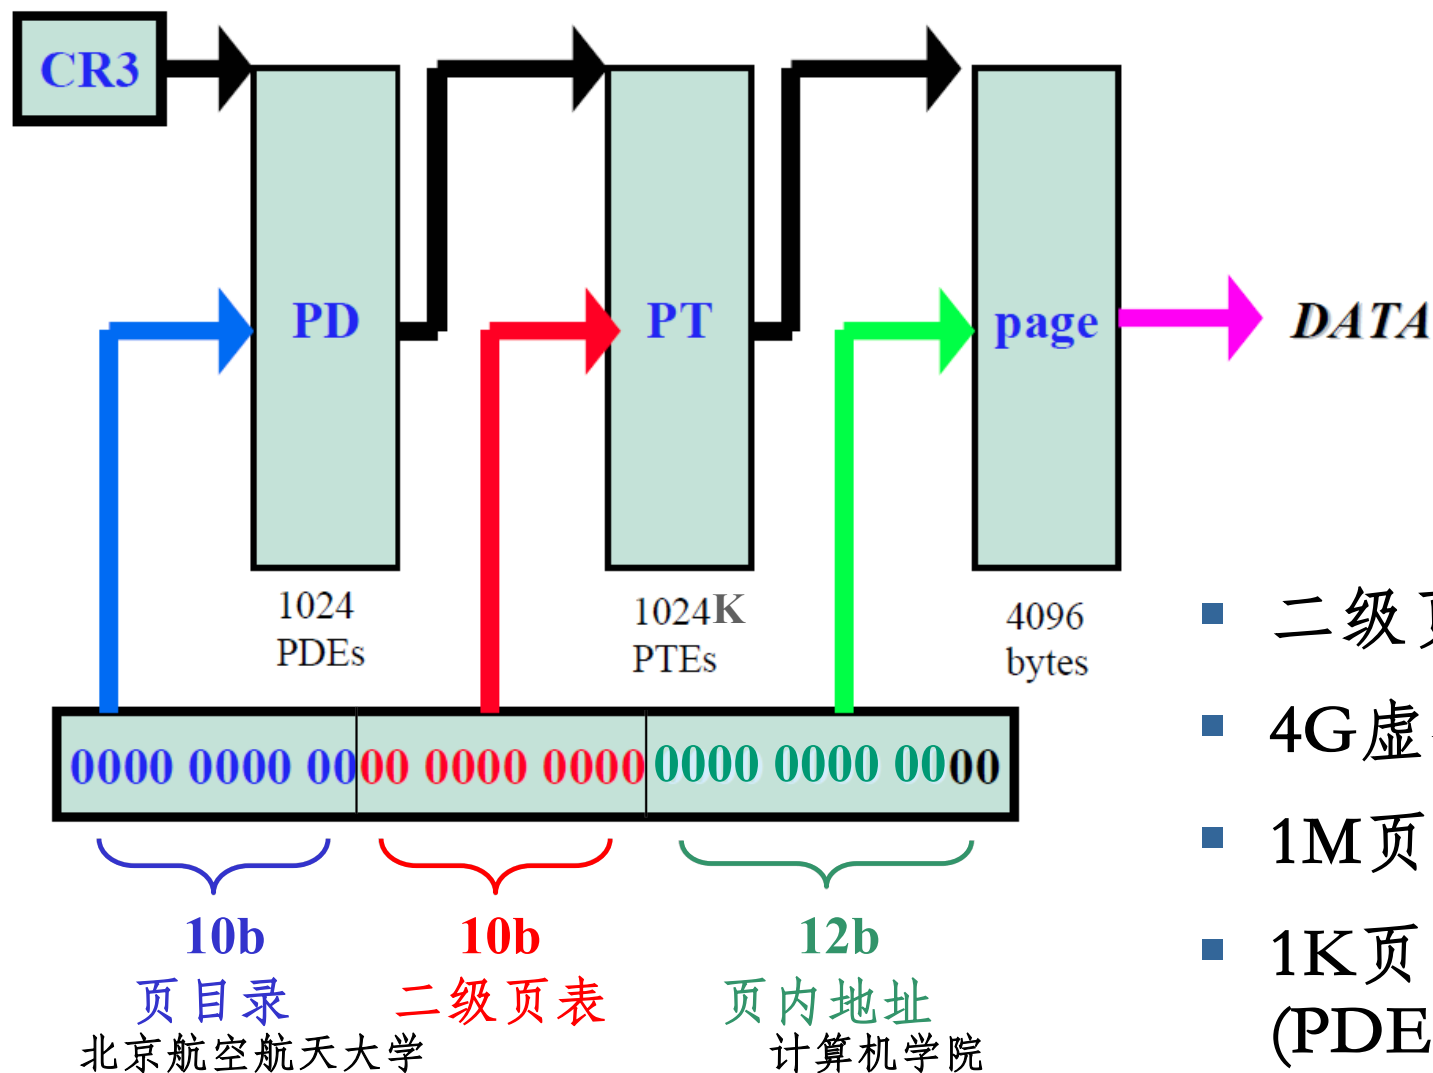 CR3
PD
PT
page
DATA
1024
PDEs
1024K
PTEs
4096
bytes
0000 0000 0000 0000 0000 0000 0000 0000
10b
10b
12b
页目录
二级页表
页内地址
北京航空航天大学
计算机学院
二级
4G虚
1M页
1K页
(PDE